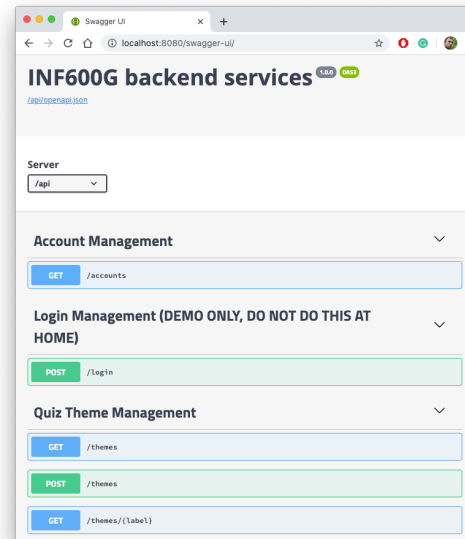 Swagger UI
localhost:8080/swagger-ui/
INF600G backend services 1.0.0 OAS3
/api/openapi.json
Server
/api
Account Management
GET /accounts
Login Management (DEMO ONLY, DO NOT DO THIS AT
HOME)
POST /login
Quiz Theme Management
GET /themes
POST /themes
GET /themes/{label}